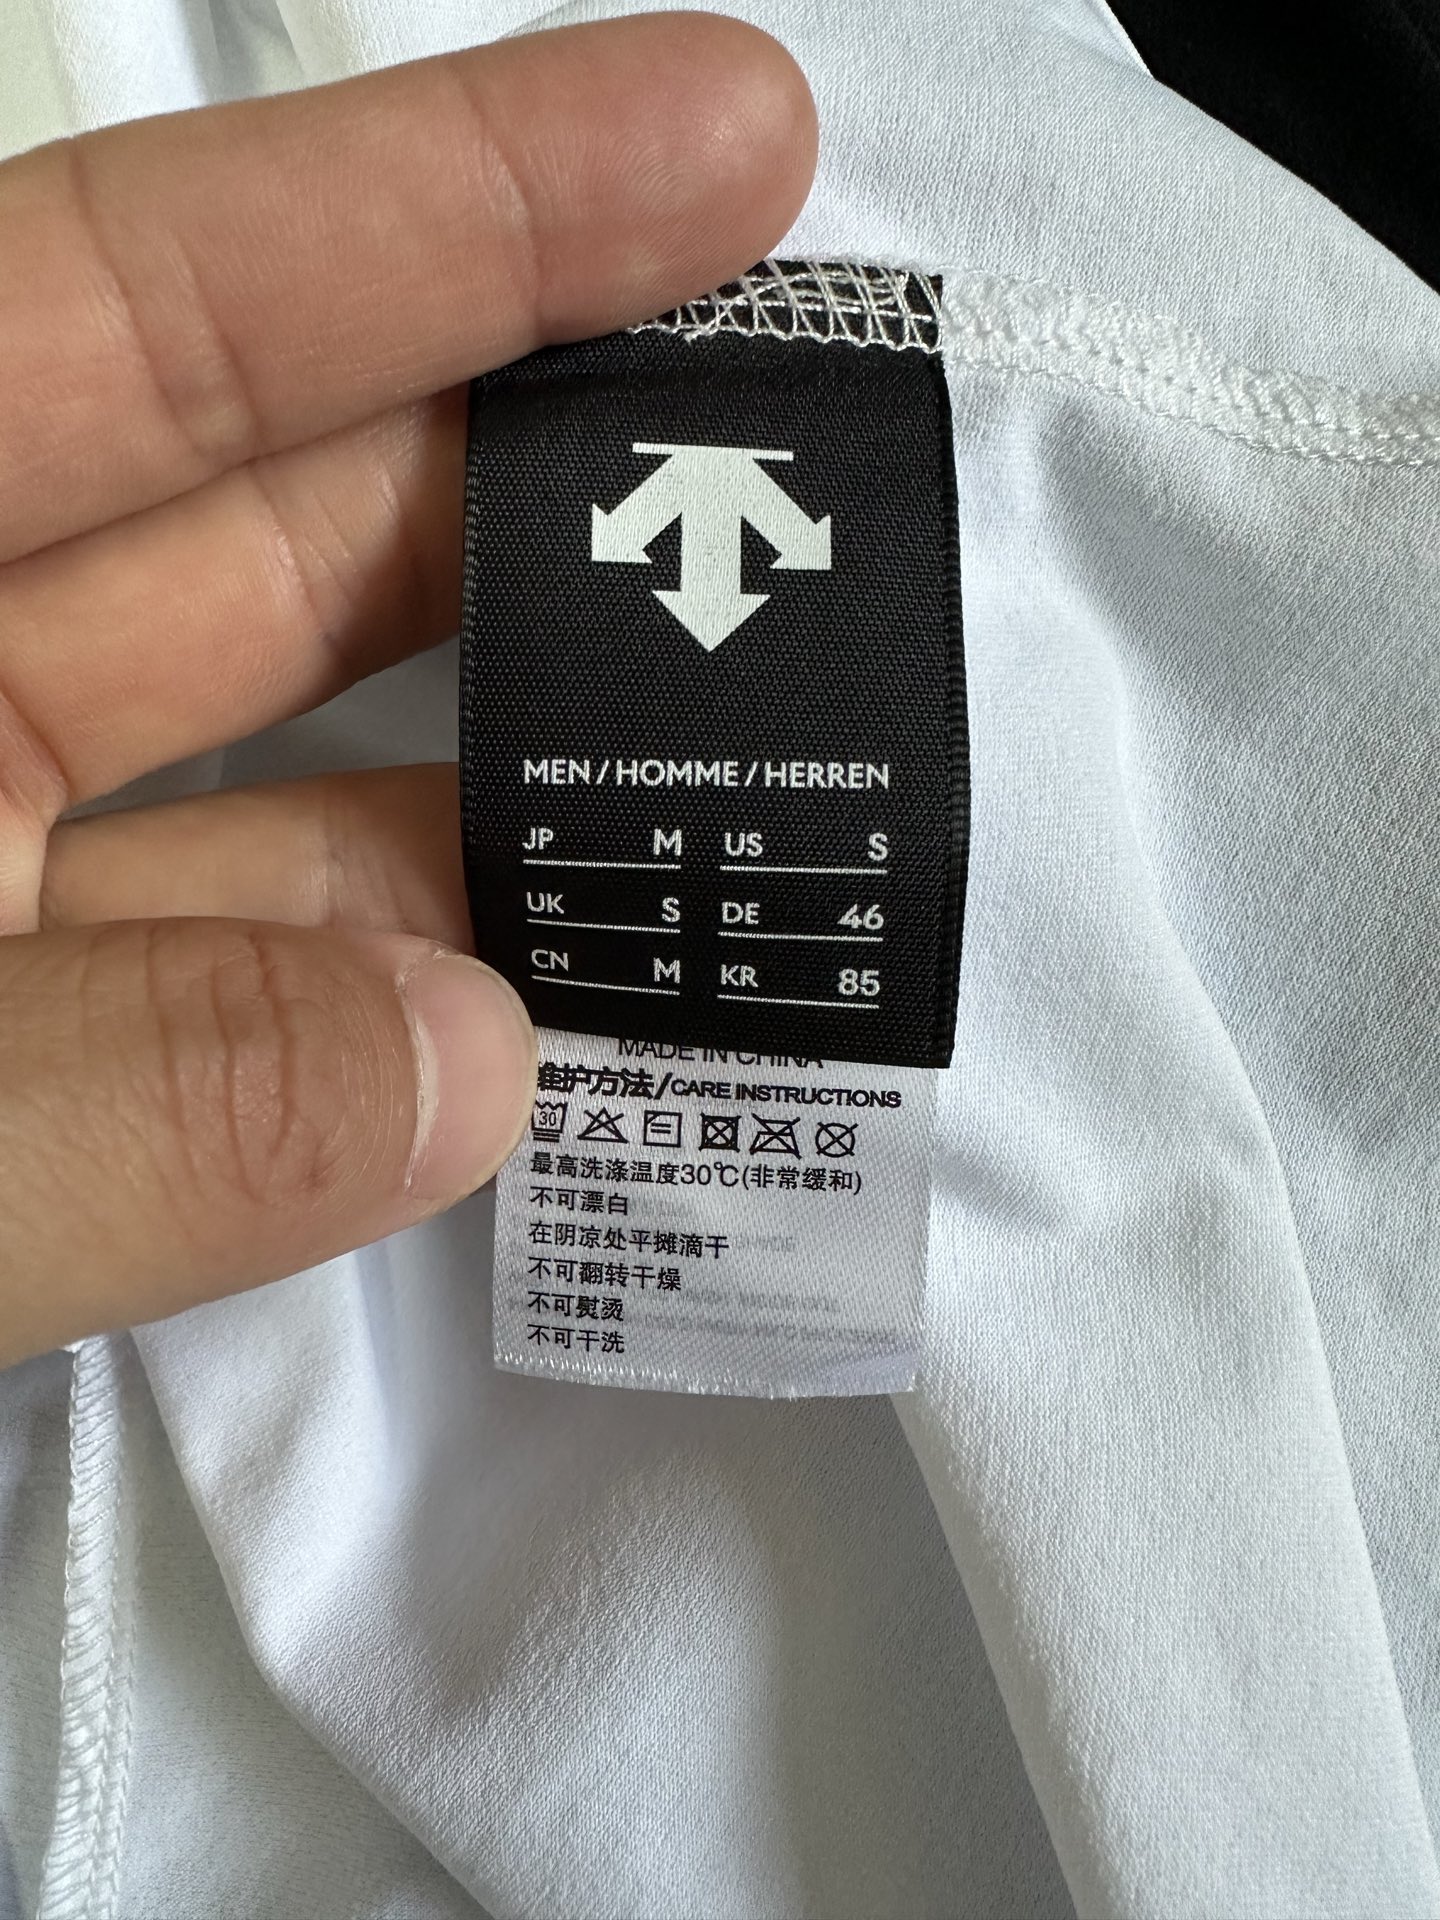 MEN / HOMME / HERREN
JP M US S
UK S DE 46
CN M KR 85
MADE IN CHINA
维护方法/CARE INSTRUCTIONS
30
最高洗涤温度30℃(非常缓和)
不可漂白
在阴凉处平摊滴干
不可翻转干燥
不可熨烫
不可干洗